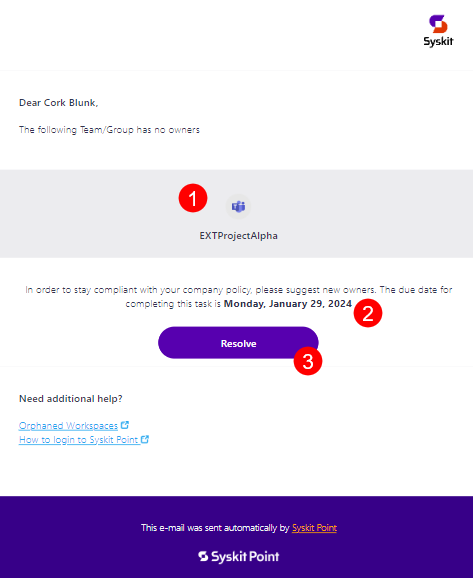 Syskit
Dear Cork Blunk,
The following Team/Group has no owners
1
EXTProjectAlpha
In order to stay compliant with your company policy, please suggest new owners. The due date for
completing this task is Monday, January 29, 2024
2
Resolve
3
Need additional help?
Orphaned Workspaces
How to login to Syskit Point
This e-mail was sent automatically by Syskit Point
Syskit Point